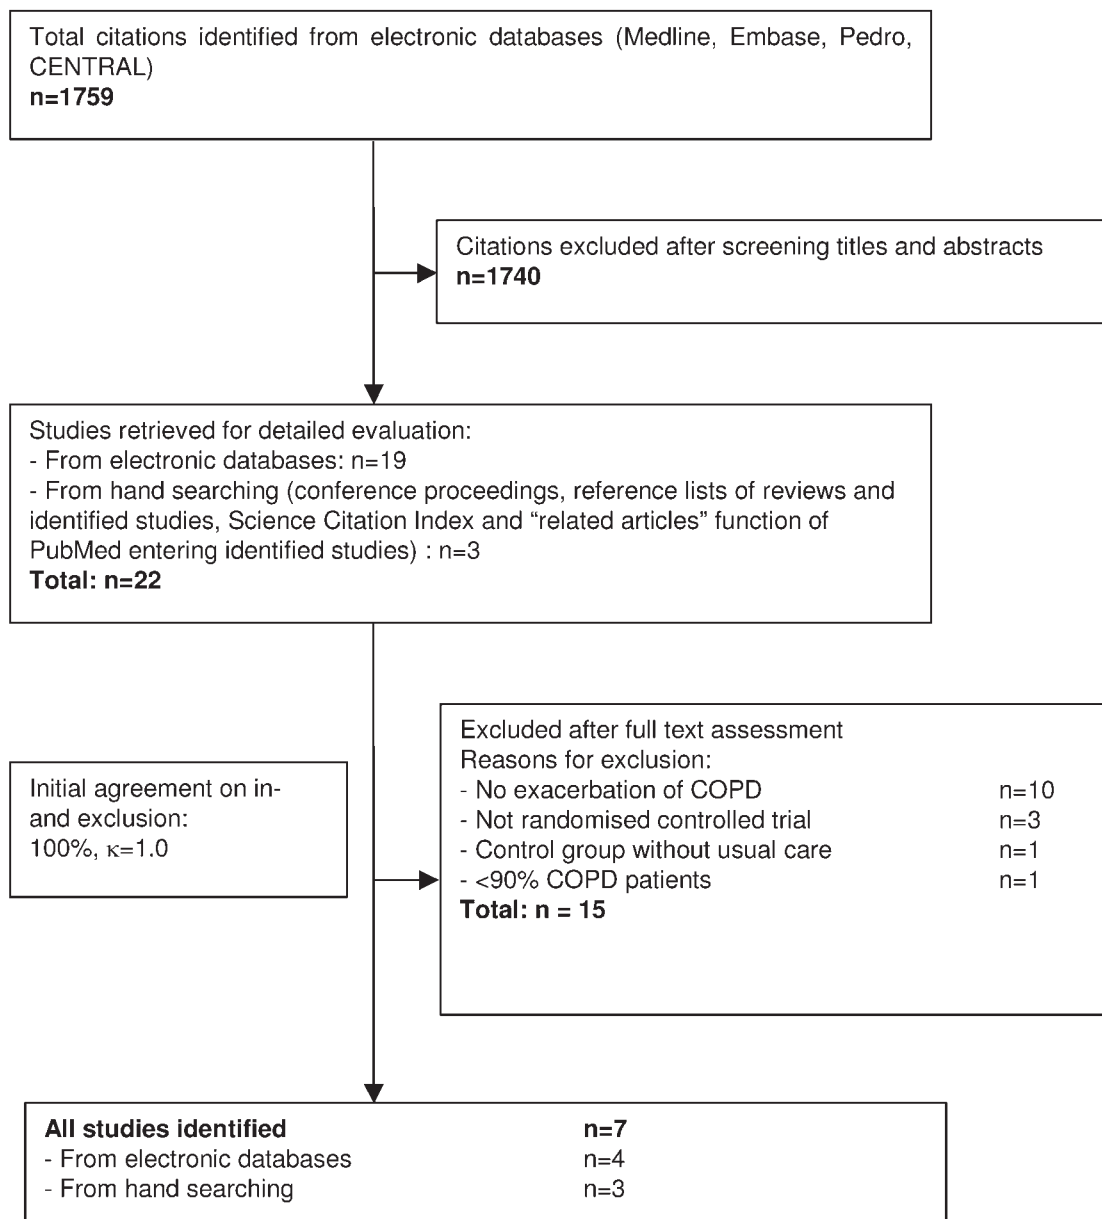 Total citations identified from electronic databases (Medline, Embase, Pedro,
CENTRAL)
n=1759
Citations excluded after screening titles and abstracts
n=1740
Studies retrieved for detailed evaluation:
- From electronic databases: n=19
- From hand searching (conference proceedings, reference lists of reviews and
identified studies, Science Citation Index and “related articles” function of
PubMed entering identified studies) : n=3
Total: n=22
Initial agreement on in-
and exclusion:
100%, κ=1.0
Excluded after full text assessment
Reasons for exclusion:
- No exacerbation of COPD n=10
- Not randomised controlled trial n=3
- Control group without usual care n=1
- <90% COPD patients n=1
Total: n = 15
All studies identified n=7
- From electronic databases n=4
- From hand searching n=3